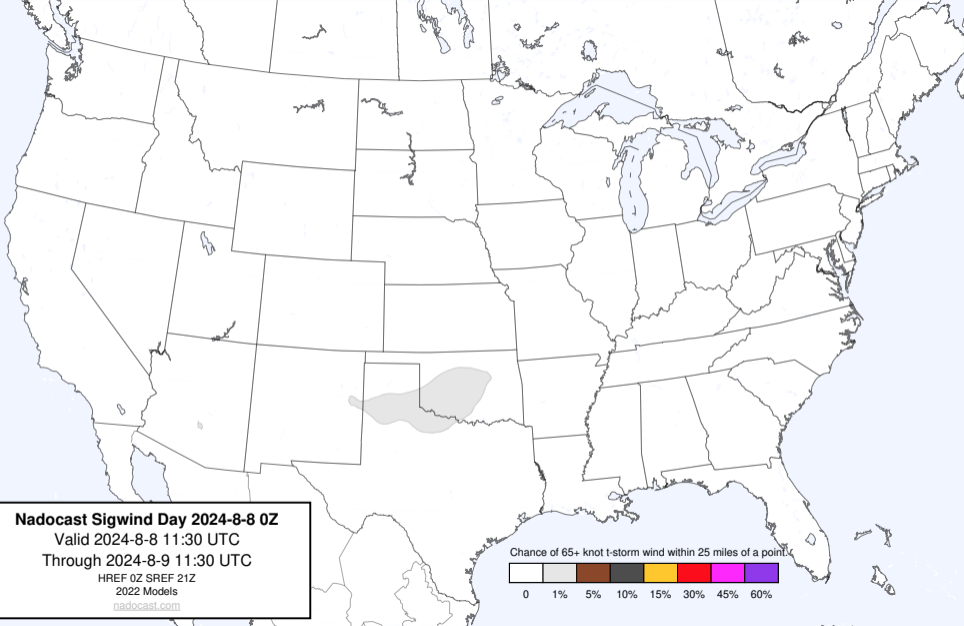 Nadocast Sigwind Day 2024-8-8 0Z
Valid 2024-8-8 11:30 UTC
Through 2024-8-9 11:30 UTC
HREF 0Z SREF 21Z
2022 Models
nadocast.com
Chance of 65+ knot t-storm wind within 25 miles of a point.
0 1% 5% 10% 15% 30% 45% 60%